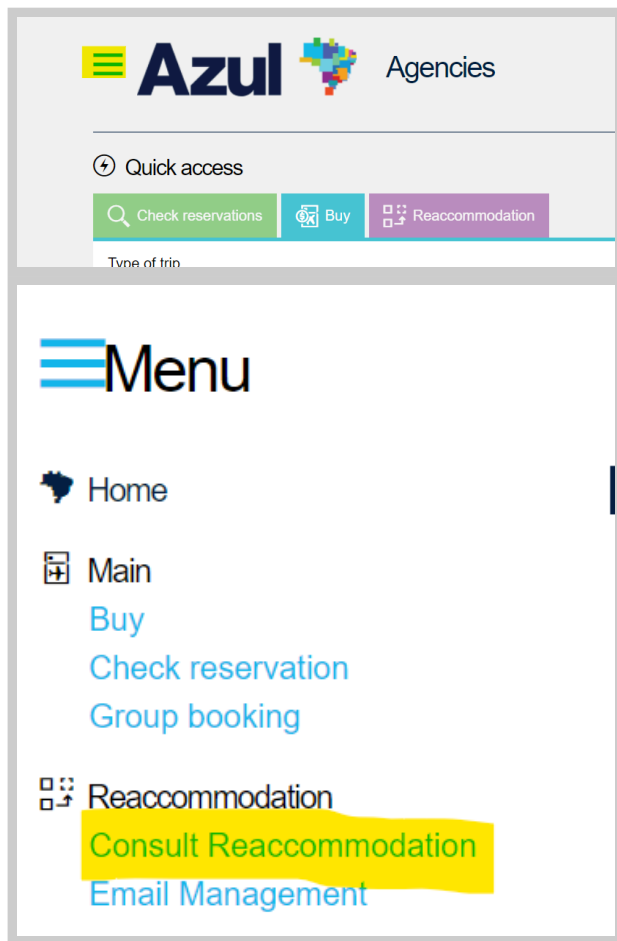 Azul Agencies
Quick access
Check reservations Buy Reaccommodation
Type of trip
Menu
Home
Main
Buy
Check reservation
Group booking
Reaccommodation
Consult Reaccommodation
Email Management